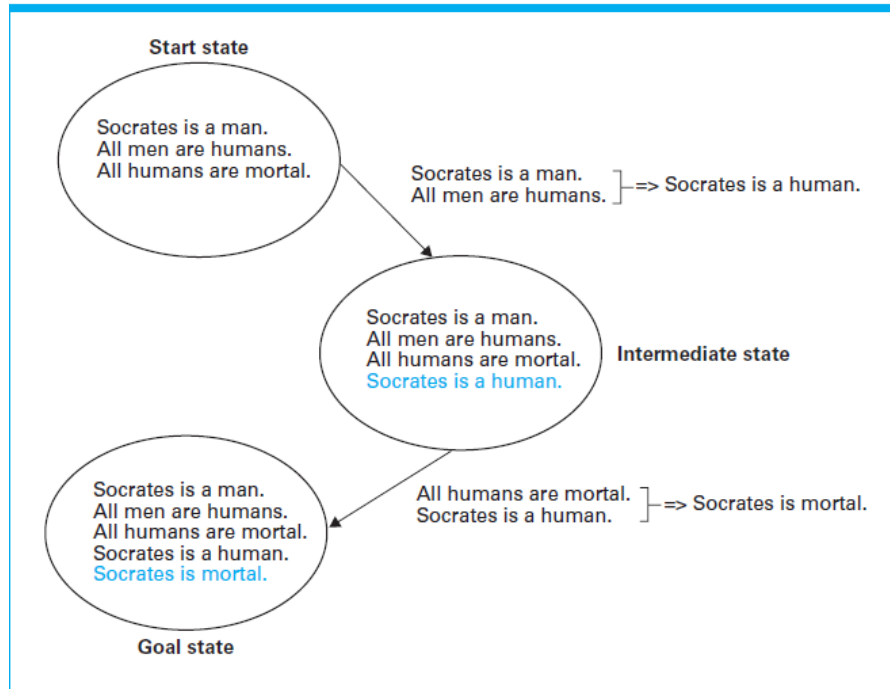 Start state
Socrates is a man.
All men are humans.
All humans are mortal.
Socrates is a man.
All men are humans.
=> Socrates is a human.
Socrates is a man.
All men are humans.
All humans are mortal.
Socrates is a human.
Intermediate state
All humans are mortal.
Socrates is a human.
=> Socrates is mortal.
Socrates is a man.
All men are humans.
All humans are mortal.
Socrates is a human.
Socrates is mortal.
Goal state